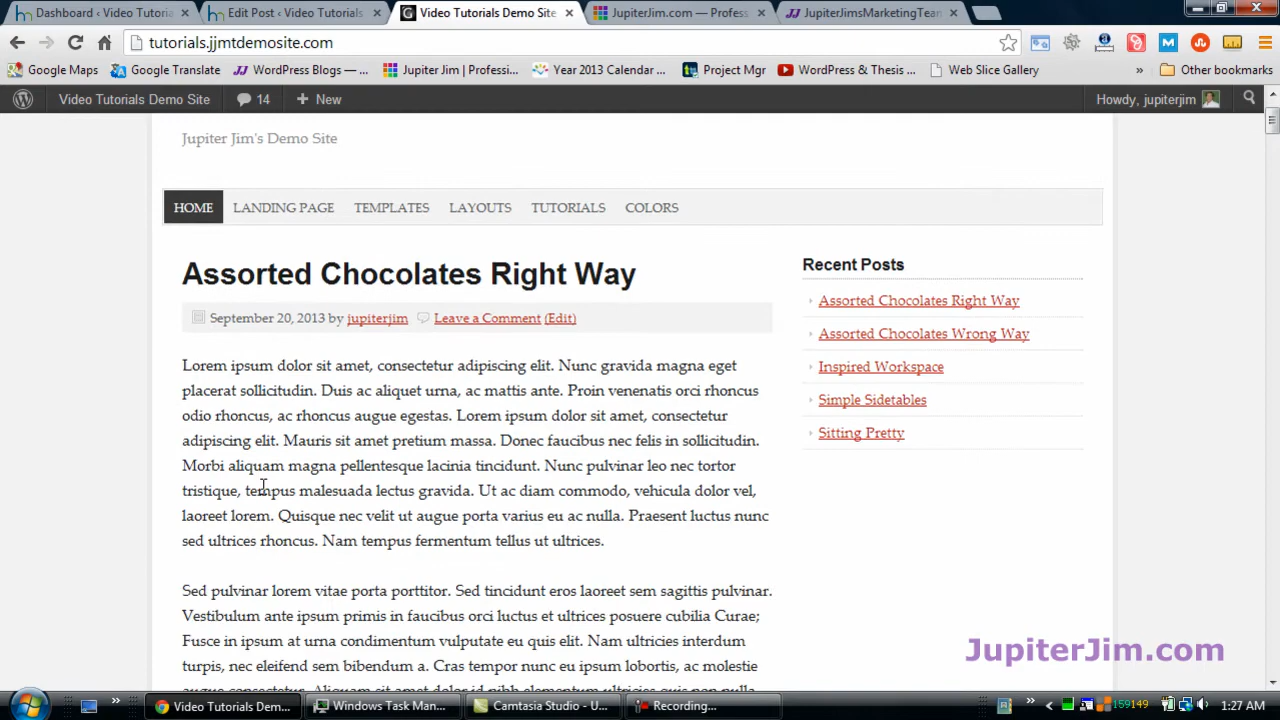 Dashboard ‹ Video Tutoria
Edit Post ‹ Video Tutorials
Video Tutorials Demo Site
JupiterJim.com – Profess
JupiterJimsMarketingTean
tutorials.jjmtdemosite.com
Google Maps
Google Translate
WordPress Blogs — ...
Jupiter Jim | Professi...
Year 2013 Calendar ...
Project Mgr
WordPress & Thesis ...
Web Slice Gallery
»
Other bookmarks
Video Tutorials Demo Site
14
+ New
Howdy, jupiterjim
Jupiter Jim's Demo Site
HOME
LANDING PAGE
TEMPLATES
LAYOUTS
TUTORIALS
COLORS
Assorted Chocolates Right Way
September 20, 2013 by jupiterjim Leave a Comment (Edit)
Lorem ipsum dolor sit amet, consectetur adipiscing elit. Nunc gravida magna eget
placerat sollicitudin. Duis ac aliquet urna, ac mattis ante. Proin venenatis orci rhoncus
odio rhoncus, ac rhoncus augue egestas. Lorem ipsum dolor sit amet, consectetur
adipiscing elit. Mauris sit amet pretium massa. Donec faucibus nec felis in sollicitudin.
Morbi aliquam magna pellentesque lacinia tincidunt. Nunc pulvinar leo nec tortor
tristique, tempus malesuada lectus gravida. Ut ac diam commodo, vehicula dolor vel,
laoreet lorem. Quisque nec velit ut augue porta varius eu ac nulla. Praesent luctus nunc
sed ultrices rhoncus. Nam tempus fermentum tellus ut ultrices.
Sed pulvinar lorem vitae porta porttitor. Sed tincidunt eros laoreet sem sagittis pulvinar.
Vestibulum ante ipsum primis in faucibus orci luctus et ultrices posuere cubilia Curae;
Fusce in ipsum at urna condimentum vulputate eu quis elit. Nam ultricies interdum
turpis, nec eleifend sem bibendum a. Cras tempor nunc eu ipsum lobortis, ac molestie
augue consectetur. Aliquam sit amet dolor id nibh elementum ultricies vitae
Recent Posts
Assorted Chocolates Right Way
Assorted Chocolates Wrong Way
Inspired Workspace
Simple Sidetables
Sitting Pretty
JupiterJim.com
»
Video Tutorials Dem...
Windows Task Man...
Camtasia Studio - U...
Recording...
»
159149
1:27 AM